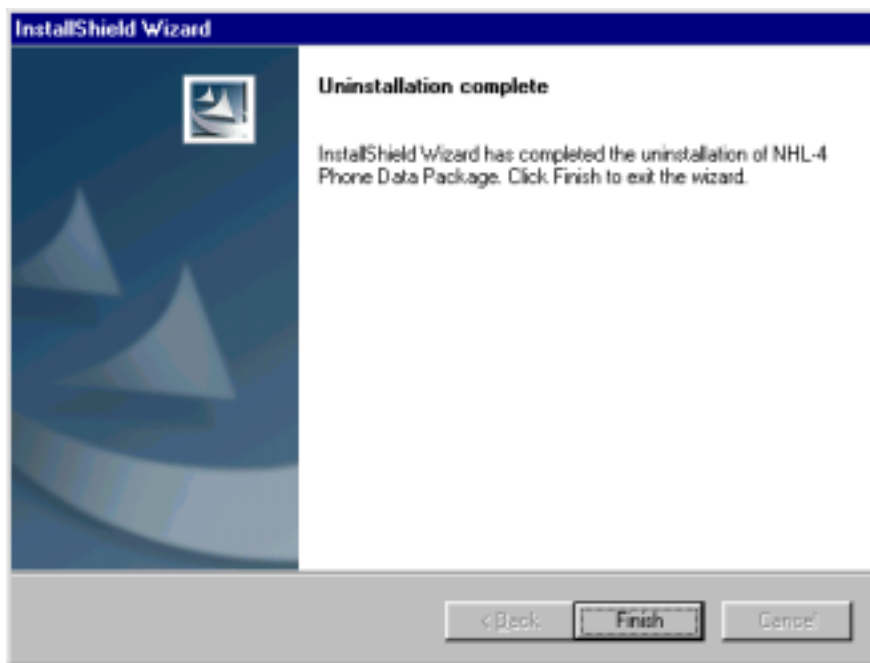 InstallShield Wizard
Uninstallation complete
InstallShield Wizard has completed the uninstallation of NHL-4
Phone Data Package. Click Finish to exit the wizard.
< Back
Finish
Cancel